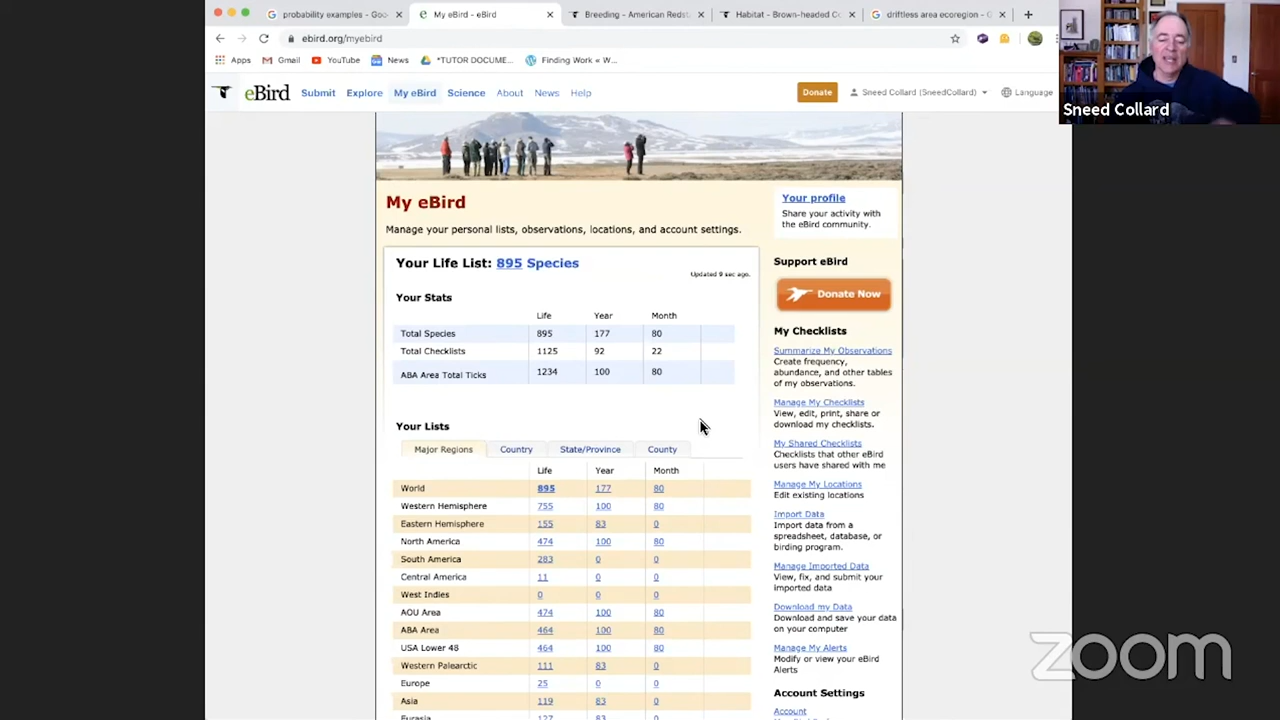 probability examples - Goo
My eBird - eBird
Breeding - American Redst
Habitat - Brown-headed Co
driftless area ecoregion - G
ebird.org/myebird
Apps
Gmail
YouTube
News
*TUTOR DOCUME...
Finding Work « W...
eBird
Submit
Explore
My eBird
Science
About
News
Help
Donate
Sneed Collard (SneedCollard)
Language
Sneed Collard
My eBird
Manage your personal lists, observations, locations, and account settings.
Your Life List: 895 Species
Updated 9 sec ago.
Your Stats
Life Year Month
Total Species 895 177 80
Total Checklists 1125 92 22
ABA Area Total Ticks 1234 100 80
Your Lists
Major Regions Country State/Province County
Life Year Month
World 895 177 80
Western Hemisphere 755 100 80
Eastern Hemisphere 155 83 0
North America 474 100 80
South America 283 0 0
Central America 11 0 0
West Indies 0 0 0
AOU Area 474 100 80
ABA Area 464 100 80
USA Lower 48 464 100 80
Western Palearctic 111 83 0
Europe 25 0 0
Asia 119 83 0
Eurasia 127 83 0
Your profile
Share your activity with
the eBird community.
Support eBird
Donate Now
My Checklists
Summarize My Observations
Create frequency,
abundance, and other tables
of my observations.
Manage My Checklists
View, edit, print, share or
download my checklists.
My Shared Checklists
Checklists that other eBird
users have shared with me
Manage My Locations
Edit existing locations
Import Data
Import data from a
spreadsheet, database, or
birding program.
Manage Imported Data
View, fix, and submit your
imported data
Download my Data
Download and save your data
on your computer
Manage My Alerts
Modify or view your eBird
Alerts
Account Settings
Account
zoom